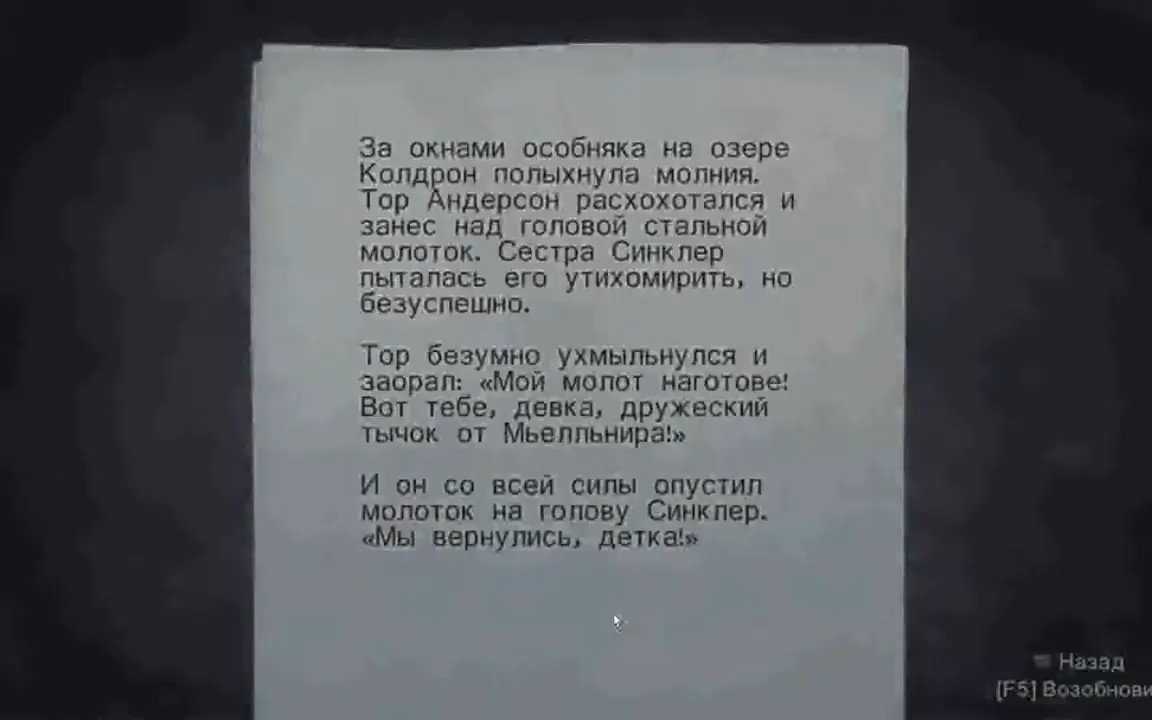 За окнами особняка на озере
Колдрон полыхнула молния.
Тор Андерсон расхохотался и
занес над головой стальной
молоток. Сестра Синклер
пыталась его утихомирить, но
безуспешно.
Тор безумно ухмыльнулся и
заорал: «Мой молот наготове!
Вот тебе, девка, дружеский
тычок от Мьелльнира!»
И он со всей силы опустил
молоток на голову Синклер.
«Мы вернулись, детка!»
Назад
[F5] Возобнови